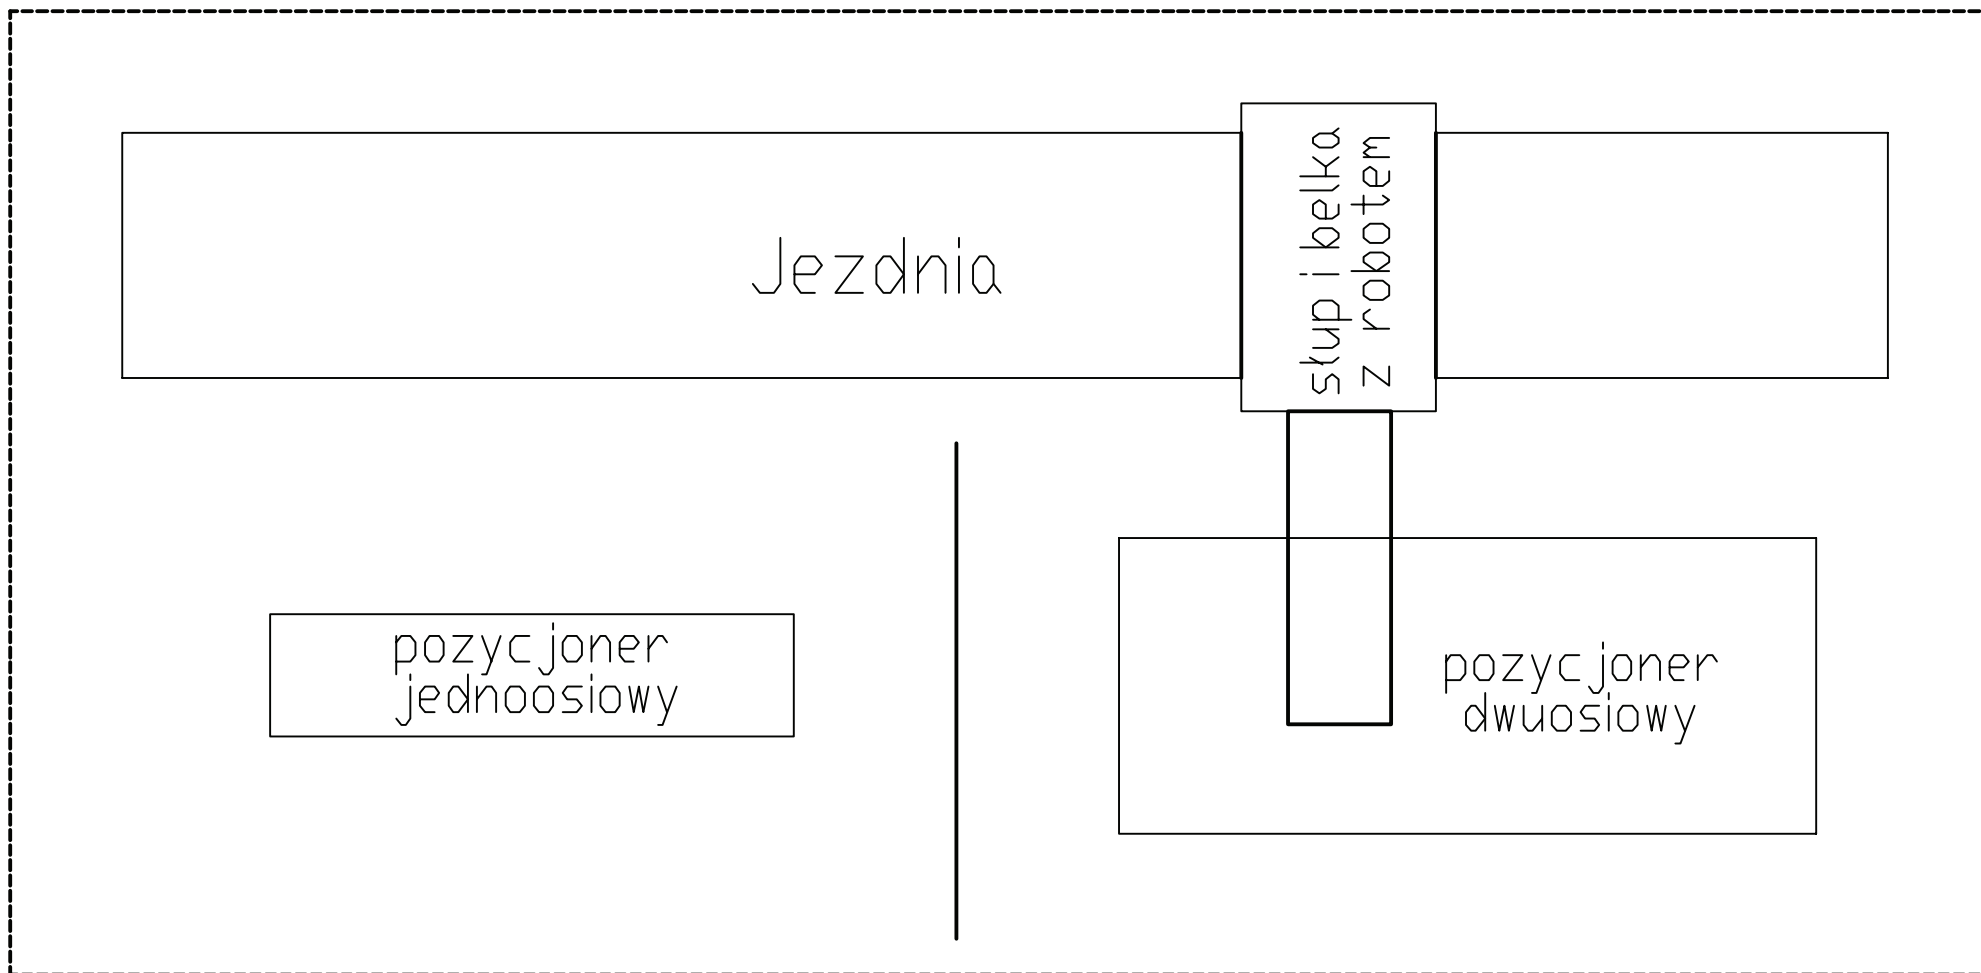 Jezdnia
słup i belka
z robotem
pozycjoner
jednoosiowy
pozycjoner
dwuosiowy